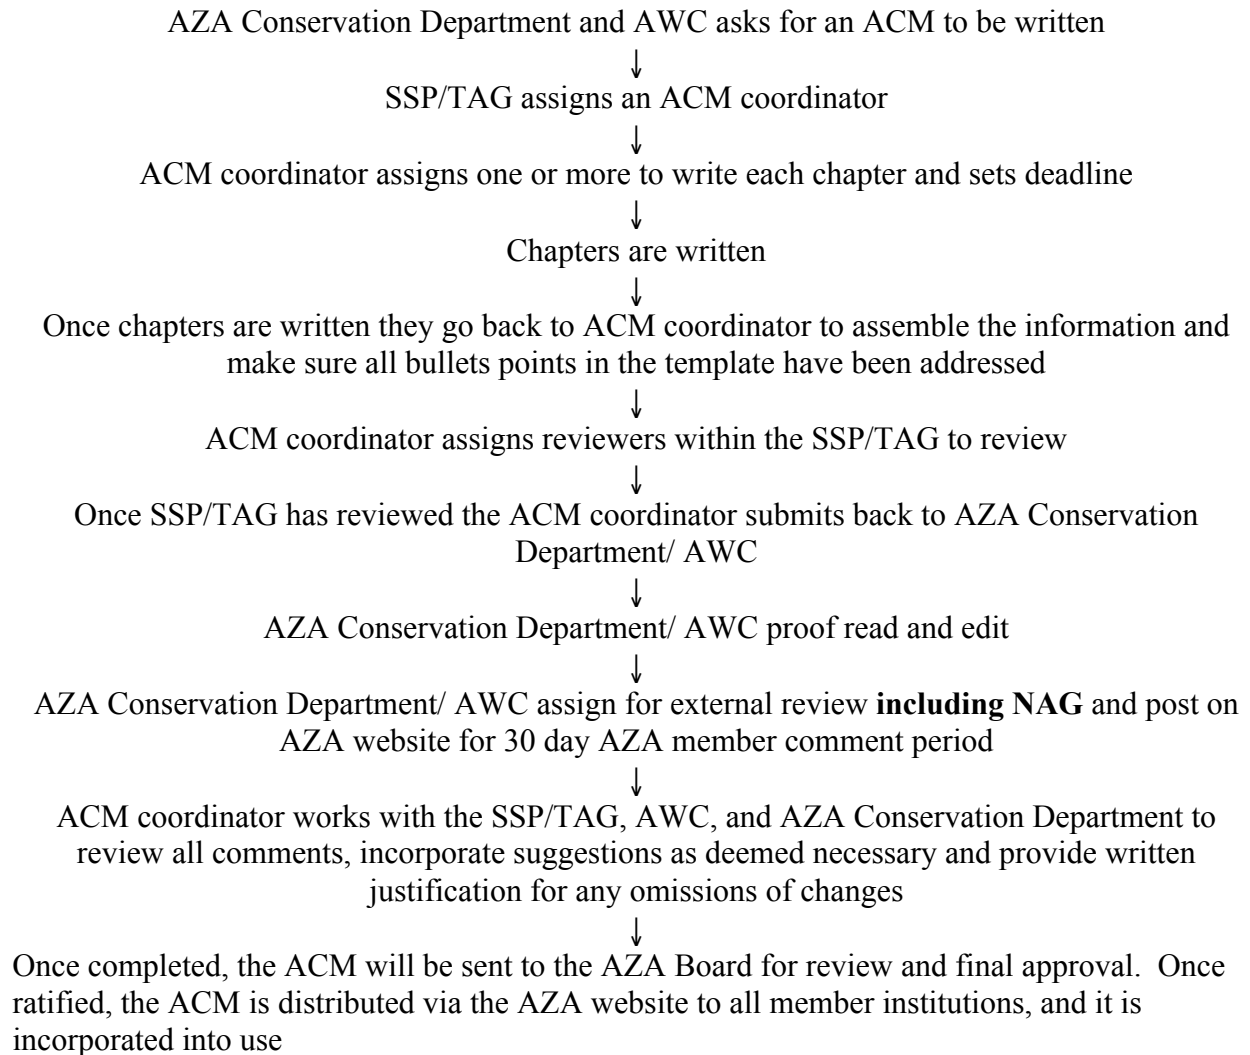 AZA Conservation Department and AWC asks for an ACM to be written
↓
SSP/TAG assigns an ACM coordinator
↓
ACM coordinator assigns one or more to write each chapter and sets deadline
↓
Chapters are written
↓
Once chapters are written they go back to ACM coordinator to assemble the information and
make sure all bullets points in the template have been addressed
↓
ACM coordinator assigns reviewers within the SSP/TAG to review
↓
Once SSP/TAG has reviewed the ACM coordinator submits back to AZA Conservation
Department/ AWC
↓
AZA Conservation Department/ AWC proof read and edit
↓
AZA Conservation Department/ AWC assign for external review including NAG and post on
AZA website for 30 day AZA member comment period
↓
ACM coordinator works with the SSP/TAG, AWC, and AZA Conservation Department to
review all comments, incorporate suggestions as deemed necessary and provide written
justification for any omissions of changes
↓
Once completed, the ACM will be sent to the AZA Board for review and final approval.  Once
ratified, the ACM is distributed via the AZA website to all member institutions, and it is
incorporated into use